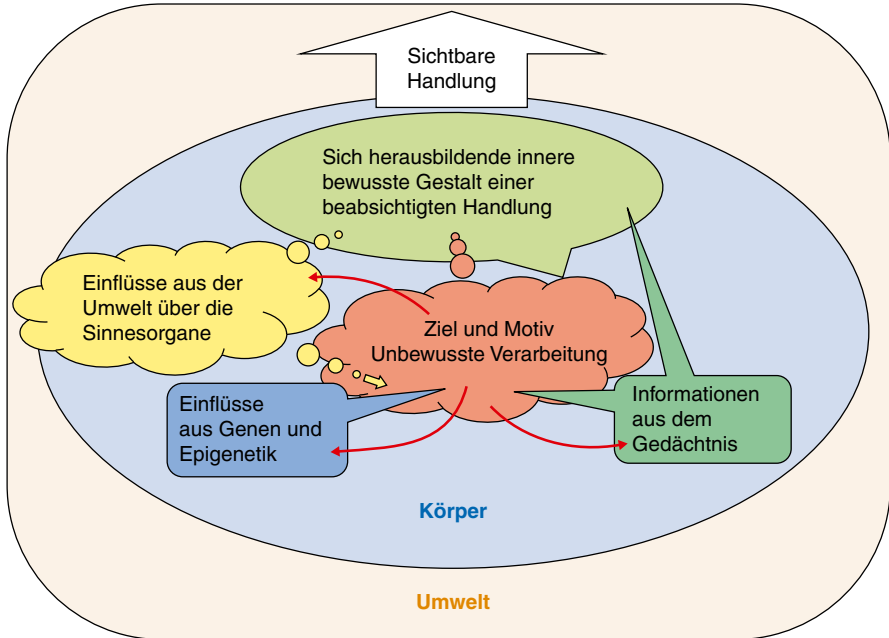 Sichtbare
Handlung
Sich herausbildende innere
bewusste Gestalt einer
beabsichtigten Handlung
Einflüsse aus der
Umwelt über die
Sinnesorgane
Ziel und Motiv
Unbewusste Verarbeitung
Einflüsse
aus Genen und
Epigenetik
Informationen
aus dem
Gedächtnis
Körper
Umwelt